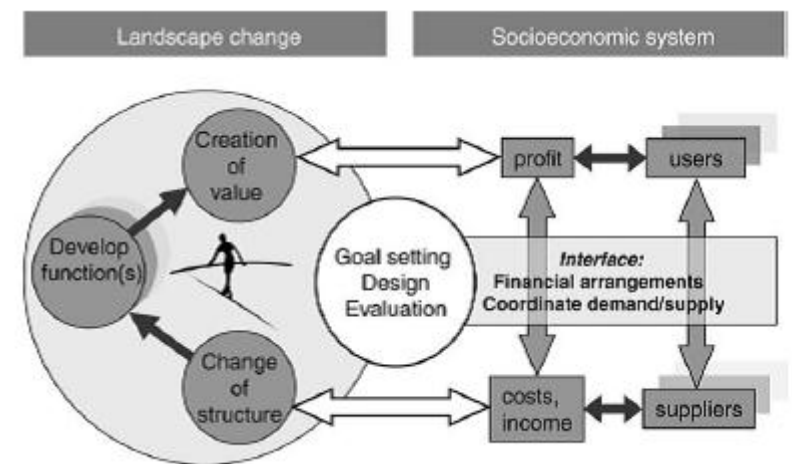 Landscape change
Socioeconomic system
Creation
of
value
Develop
function(s)
Change
of
structure
Goal setting
Design
Evaluation
profit
users
Interface:
Financial arrangements
Coordinate demand/supply
costs,
income
suppliers